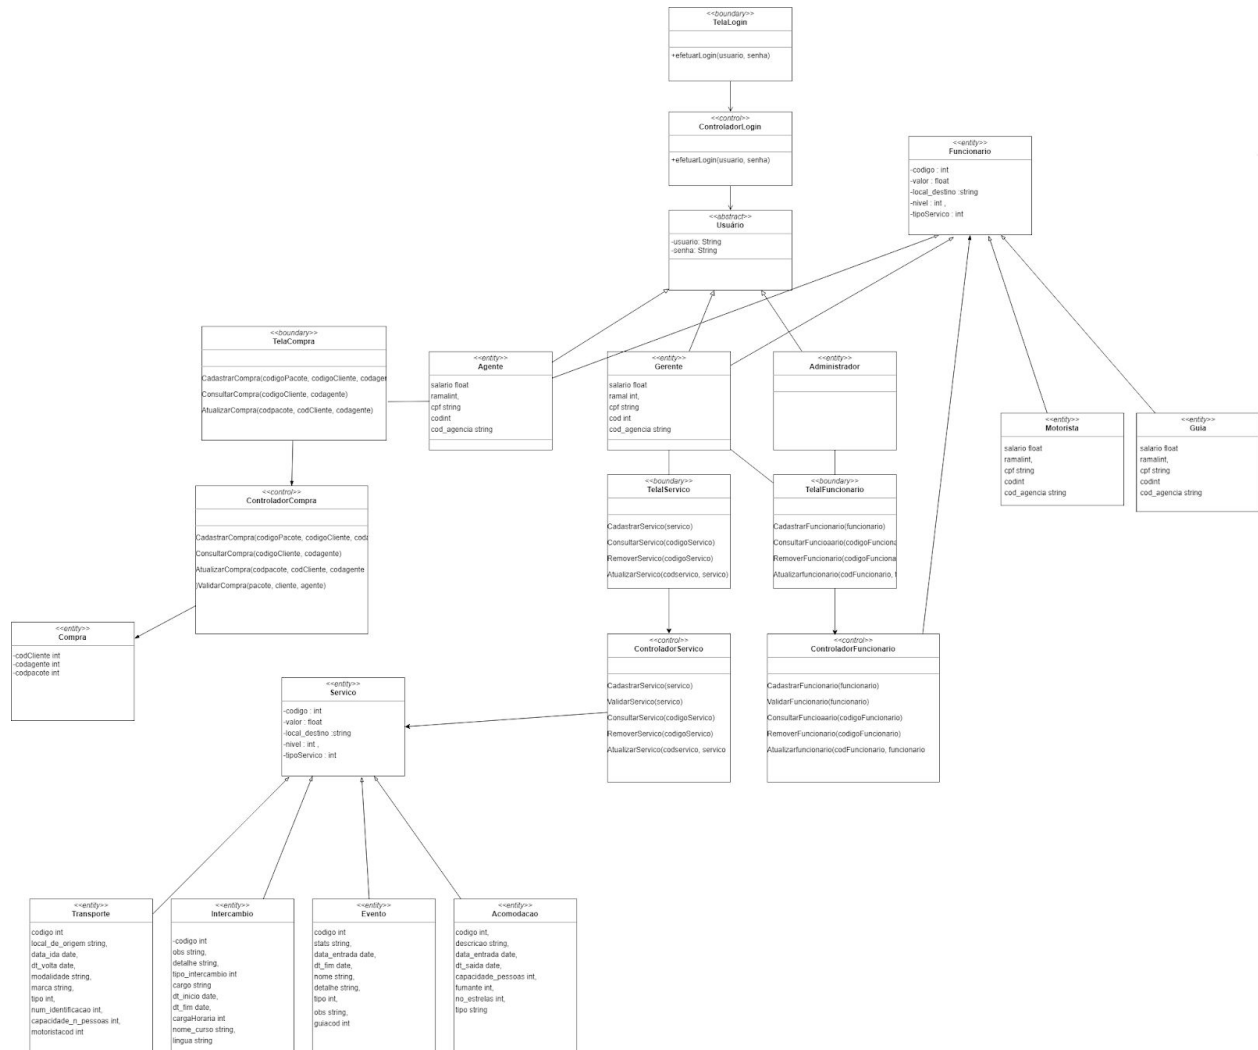 <<boundary>>
TelaLogin
+efetuarLogin(usuario, senha)
<<control>>
ControladorLogin
+efetuarLogin(usuario, senha)
<<entity>>
Funcionario
-codigo : int
-valor : float
-local_destino :string
-nivel : int ,
-tipoServico : int
<<abstract>>
Usuário
-usuario: String
-senha: String
<<boundary>>
TelaCompra
CadastrarCompra(codigoPacote, codigoCliente, codager
ConsultarCompra(codigoCliente, codagente)
AtualizarCompra(codpacote, codCliente, codagente)
<<entity>>
Agente
salario float
ramalint,
cpf string
codint
cod_agencia string
<<entity>>
Gerente
salario float
ramal int,
cpf string
cod int
cod_agencia string
<<entity>>
Administrador
<<entity>>
Motorista
salario float
ramalint,
cpf string
codint
cod_agencia string
<<entity>>
Guia
salario float
ramalint,
cpf string
codint
cod_agencia string
<<control>>
ControladorCompra
CadastrarCompra(codigoPacote, codigoCliente, coda
ConsultarCompra(codigoCliente, codagente)
AtualizarCompra(codpacote, codCliente, codagente
)ValidarCompra(pacote, cliente, agente)
<<boundary>>
TelalServico
CadastrarServico(servico)
ConsultarServico(codigoServico)
RemoverServico(codigoServico)
AtualizarServico(codservico, servico)
<<boundary>>
TelalFuncionario
CadastrarFuncionario(funcionario)
ConsultarFuncioaario(codigoFunciona
RemoverFuncionario(codigoFunciona
Atualizarfuncionario(codFuncionario, f
<<entity>>
Compra
-codCliente int
-codagente int
-codpacote int
<<control>>
ControladorServico
CadastrarServico(servico)
ValidarServico(servico)
ConsultarServico(codigoServico)
RemoverServico(codigoServico)
AtualizarServico(codservico, servico
<<control>>
ControladorFuncionario
CadastrarFuncionario(funcionario)
ValidarFuncionario(funcionario)
ConsultarFuncioaario(codigoFuncionario)
RemoverFuncionario(codigoFuncionario)
Atualizarfuncionario(codFuncionario, funcionario
<<entity>>
Servico
-codigo : int
-valor : float
-local_destino :string
-nivel : int ,
-tipoServico : int
<<entity>>
Transporte
codigo int
local_de_origem string,
data_ida date,
dt_volta date,
modalidade string,
marca string,
tipo int,
num_identificacao int,
capacidade_n_pessoas int,
motoristacod int
<<entity>>
Intercambio
-codigo int
obs string,
detalhe string,
tipo_intercambio int
cargo string
dt_inicio date,
dt_fim date,
cargaHoraria int
nome_curso string,
lingua string
<<entity>>
Evento
codigo int
stats string,
data_entrada date,
dt_fim date,
nome string,
detalhe string,
tipo int,
obs string,
guiacod int
<<entity>>
Acomodacao
codigo int,
descricao string,
data_entrada date,
dt_saida date,
capacidade_pessoas int,
fumante int,
no_estrelas int,
tipo string